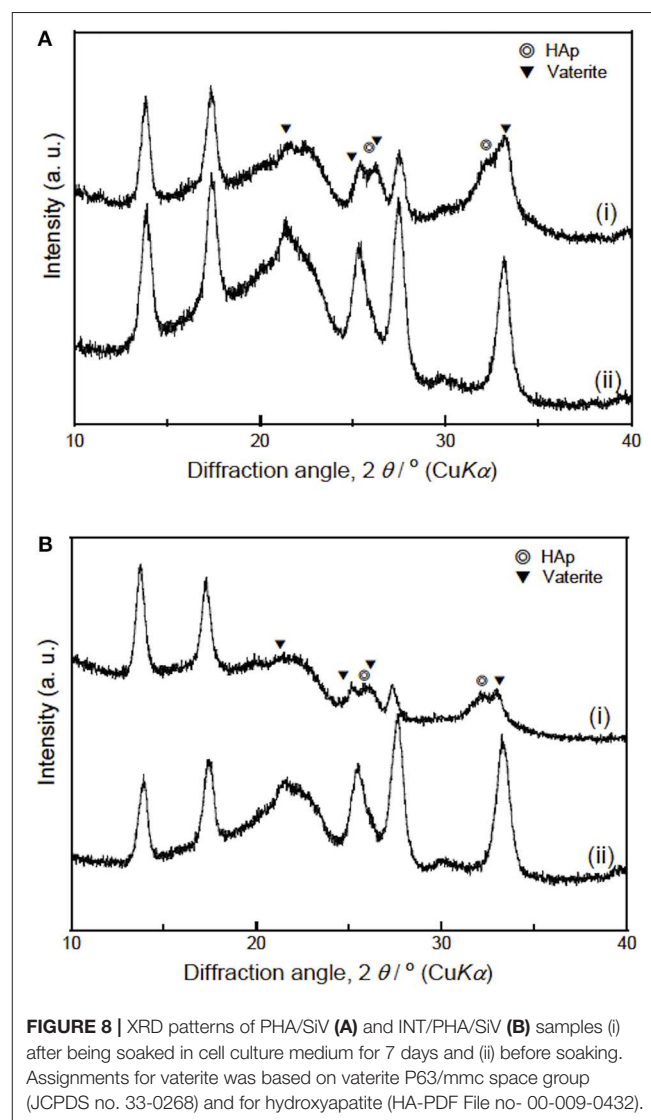 A
◎ HAp
▼ Vaterite
Intensity (a. u.)
(i)
(ii)
10 20 30 40
Diffraction angle, 2 θ / ° (CuKα)
B
◎ HAp
▼ Vaterite
Intensity (a. u.)
(i)
(ii)
10 20 30 40
Diffraction angle, 2 θ / ° (CuKα)
FIGURE 8 | XRD patterns of PHA/SiV (A) and INT/PHA/SiV (B) samples (i)
after being soaked in cell culture medium for 7 days and (ii) before soaking.
Assignments for vaterite was based on vaterite P63/mmc space group
(JCPDS no. 33-0268) and for hydroxyapatite (HA-PDF File no- 00-009-0432).